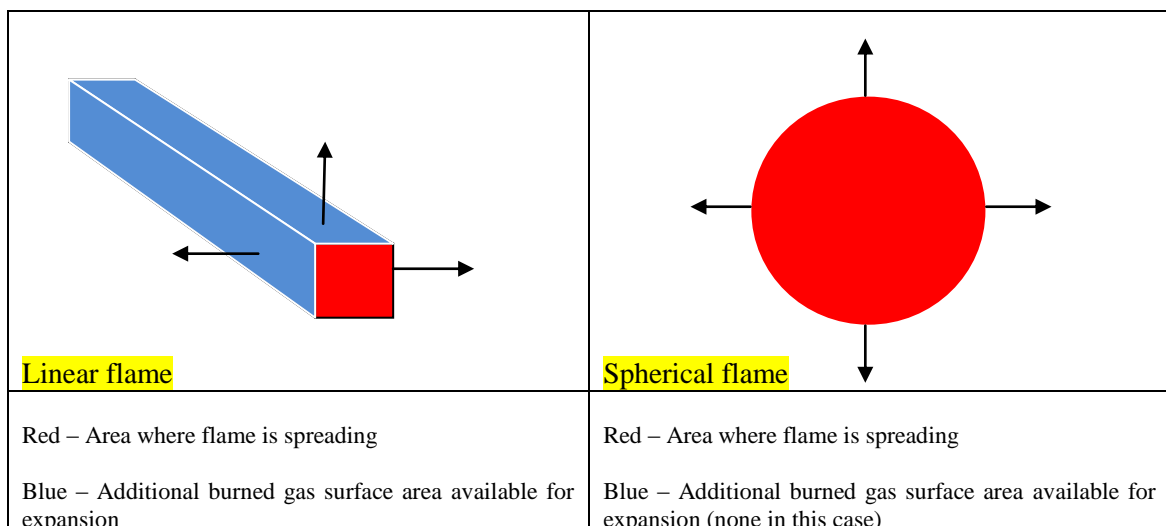 Linear flame
Spherical flame
Red – Area where flame is spreading
Blue – Additional burned gas surface area available for
expansion
Red – Area where flame is spreading
Blue – Additional burned gas surface area available for
expansion (none in this case)